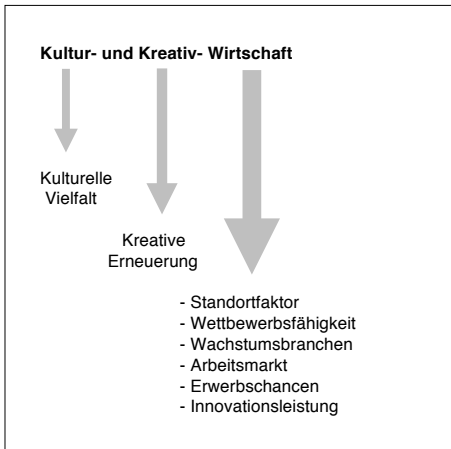 Kultur- und Kreativ- Wirtschaft
Kulturelle
Vielfalt
Kreative
Erneuerung
- Standortfaktor
- Wettbewerbsfähigkeit
- Wachstumsbranchen
- Arbeitsmarkt
- Erwerbschancen
- Innovationsleistung